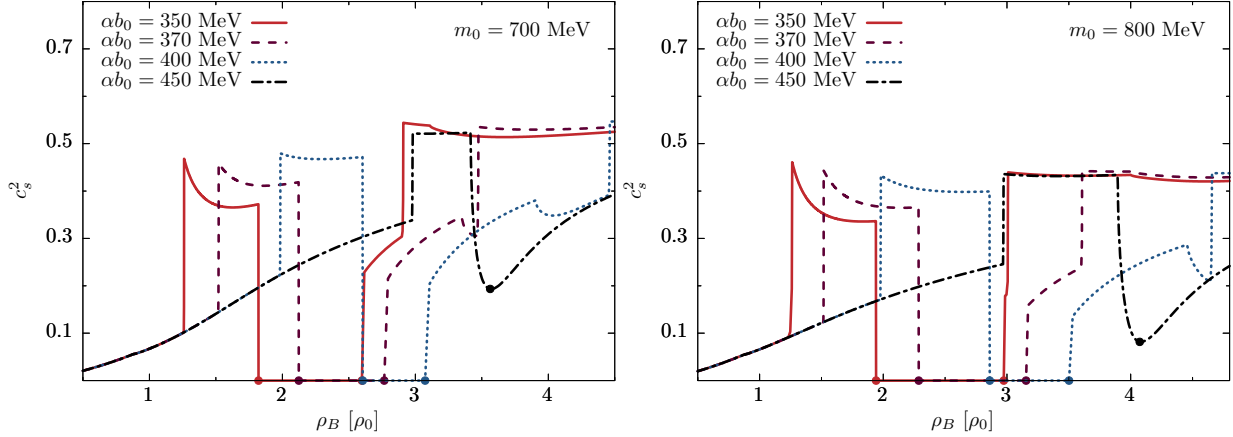 αb₀ = 350 MeV
αb₀ = 370 MeV
αb₀ = 400 MeV
αb₀ = 450 MeV
m₀ = 700 MeV
0.7
0.5
0.3
0.1
c²ₛ
1 2 3 4
ρ_B [ρ₀]
αb₀ = 350 MeV
αb₀ = 370 MeV
αb₀ = 400 MeV
αb₀ = 450 MeV
m₀ = 800 MeV
0.7
0.5
0.3
0.1
c²ₛ
1 2 3 4
ρ_B [ρ₀]